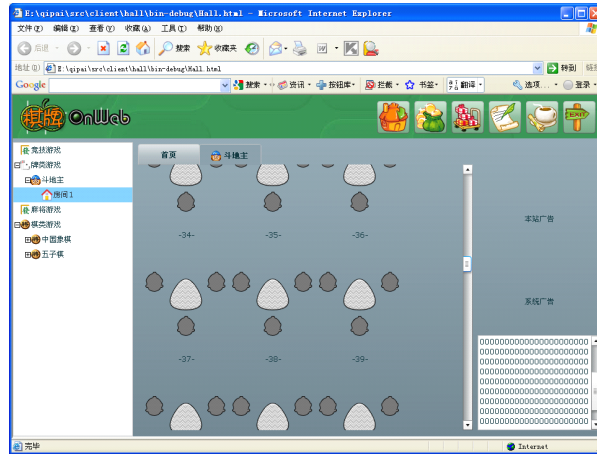 E:\qipai\src\client\hall\bin-debug\Hall.html - Microsoft Internet Explorer
文件(F) 编辑(E) 查看(V) 收藏(A) 工具(T) 帮助(H)
后退 搜索 收藏夹
地址(D) E:\qipai\src\client\hall\bin-debug\Hall.html 转到
Google 搜索 资讯 按钮库 拦截 书签 翻译 选项... 登录
棋牌 OnWeb EXIT
竞技游戏
牌类游戏
斗地主
房间1
麻将游戏
棋类游戏
中国象棋
五子棋
首页 斗地主
-34- -35- -36-
-37- -38- -39-
本站广告
系统广告
0000000000000000000000
0000000000000000000000
0000000000000000000000
0000000000000000000000
0000000000000000000000
0000000000000000000000
0000000000000000000000
0000000000000000000000
0000000000000000000000
完毕 Internet